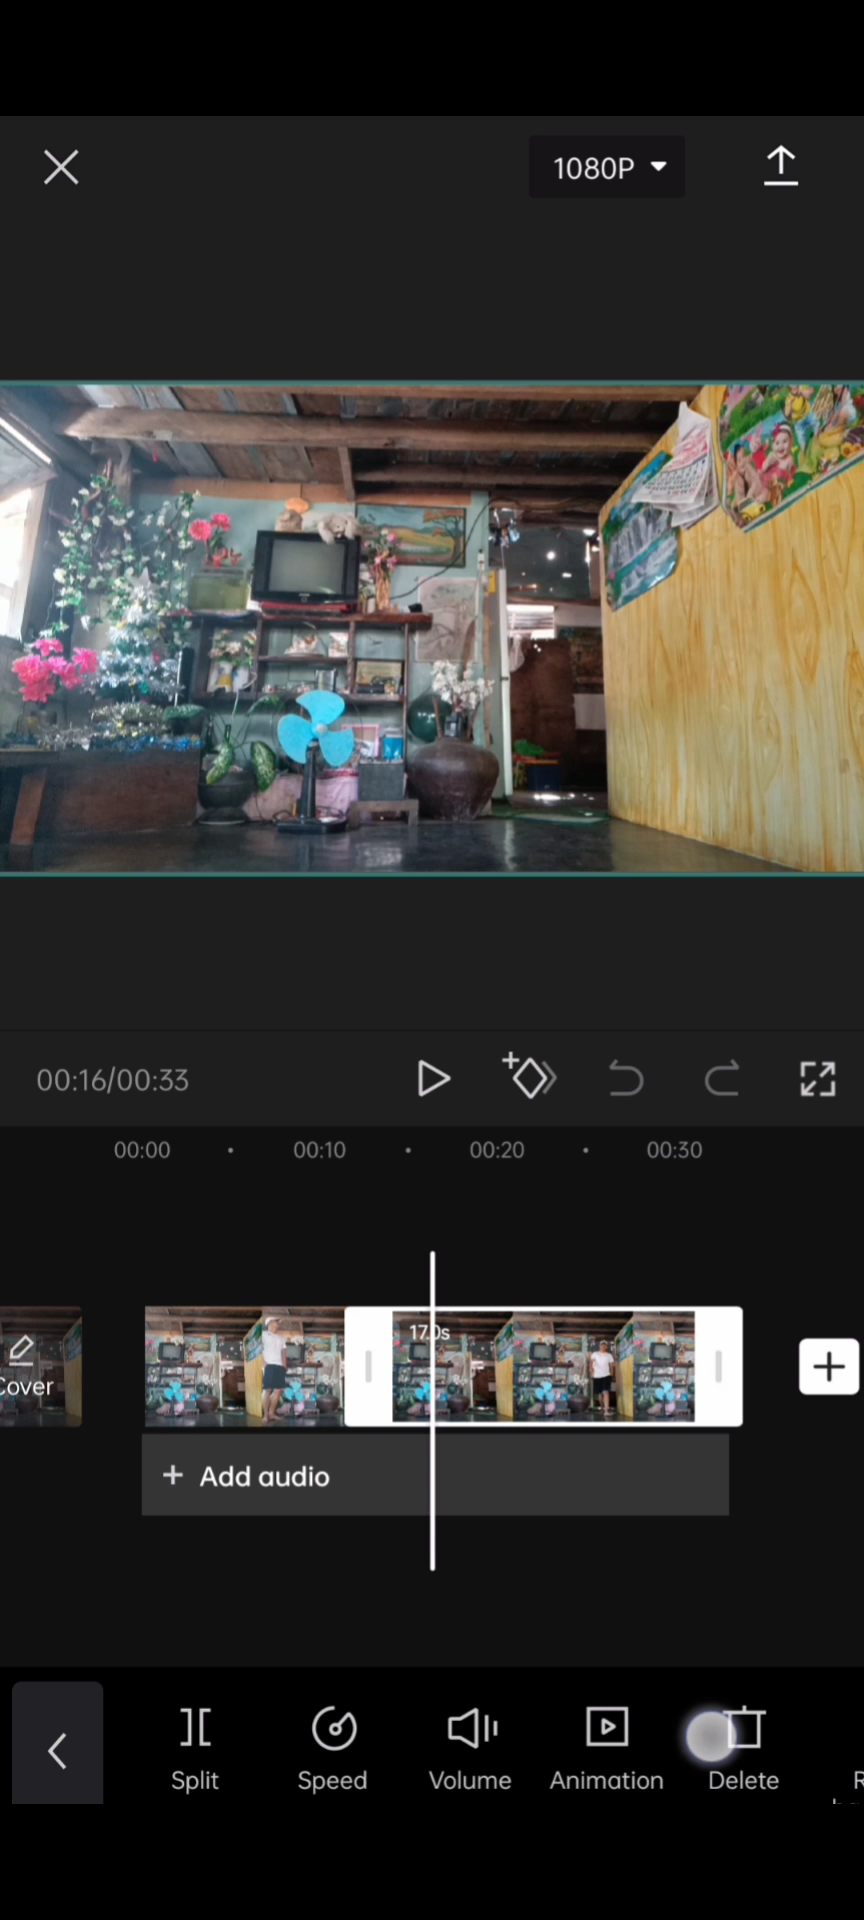 1080P
00:16/00:33
00:00 00:10 00:20 00:30
17.0s
Cover
+ Add audio
Split Speed Volume Animation Delete